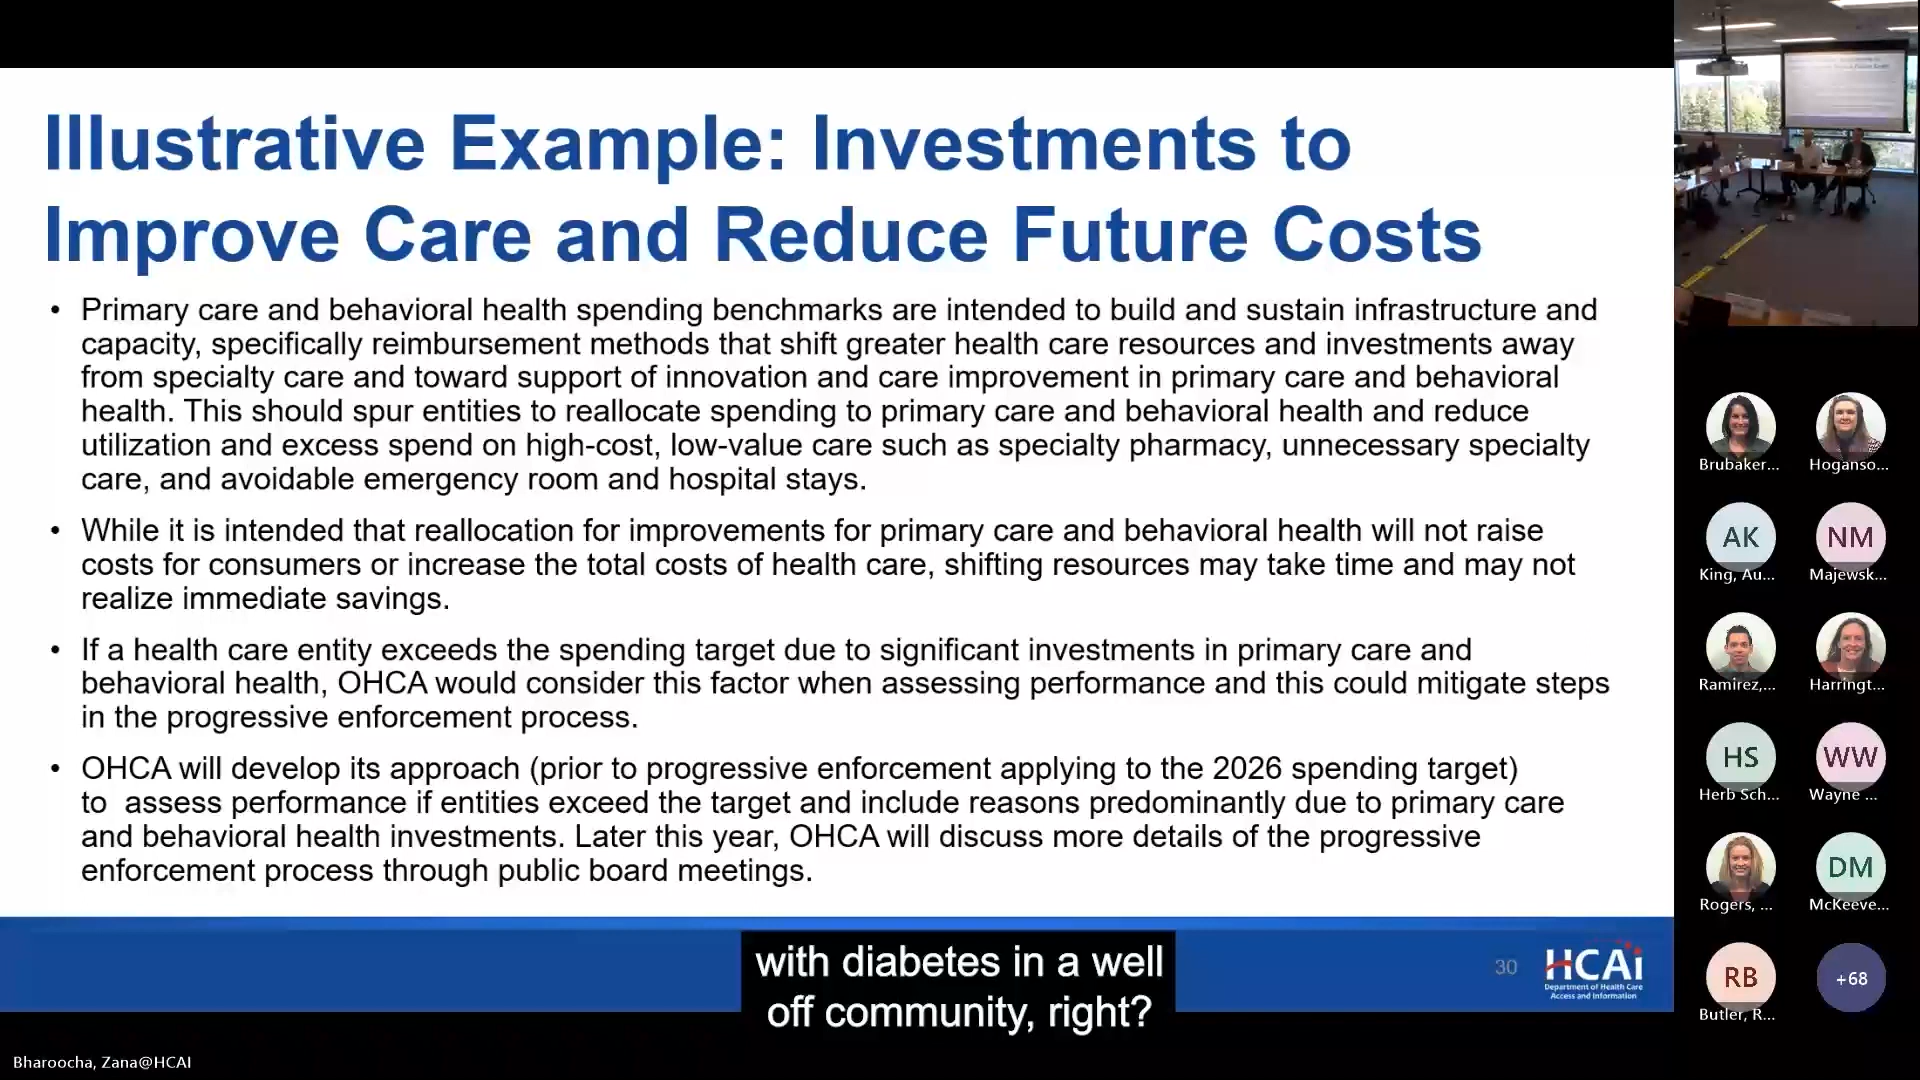 Illustrative Example: Investments to
Improve Care and Reduce Future Costs
• Primary care and behavioral health spending benchmarks are intended to build and sustain infrastructure and
capacity, specifically reimbursement methods that shift greater health care resources and investments away
from specialty care and toward support of innovation and care improvement in primary care and behavioral
health. This should spur entities to reallocate spending to primary care and behavioral health and reduce
utilization and excess spend on high-cost, low-value care such as specialty pharmacy, unnecessary specialty
care, and avoidable emergency room and hospital stays.
• While it is intended that reallocation for improvements for primary care and behavioral health will not raise
costs for consumers or increase the total costs of health care, shifting resources may take time and may not
realize immediate savings.
• If a health care entity exceeds the spending target due to significant investments in primary care and
behavioral health, OHCA would consider this factor when assessing performance and this could mitigate steps
in the progressive enforcement process.
• OHCA will develop its approach (prior to progressive enforcement applying to the 2026 spending target)
to assess performance if entities exceed the target and include reasons predominantly due to primary care
and behavioral health investments. Later this year, OHCA will discuss more details of the progressive
enforcement process through public board meetings.
30
HCAi
Department of Health Care
Access and Information
with diabetes in a well
off community, right?
Bharoocha, Zana@HCAI
Brubaker...
Hoganso...
AK
King, Au...
NM
Majewsk...
Ramirez,...
Harringt...
HS
Herb Sch...
WW
Wayne ...
Rogers, ...
DM
McKeeve...
RB
Butler, R...
+68